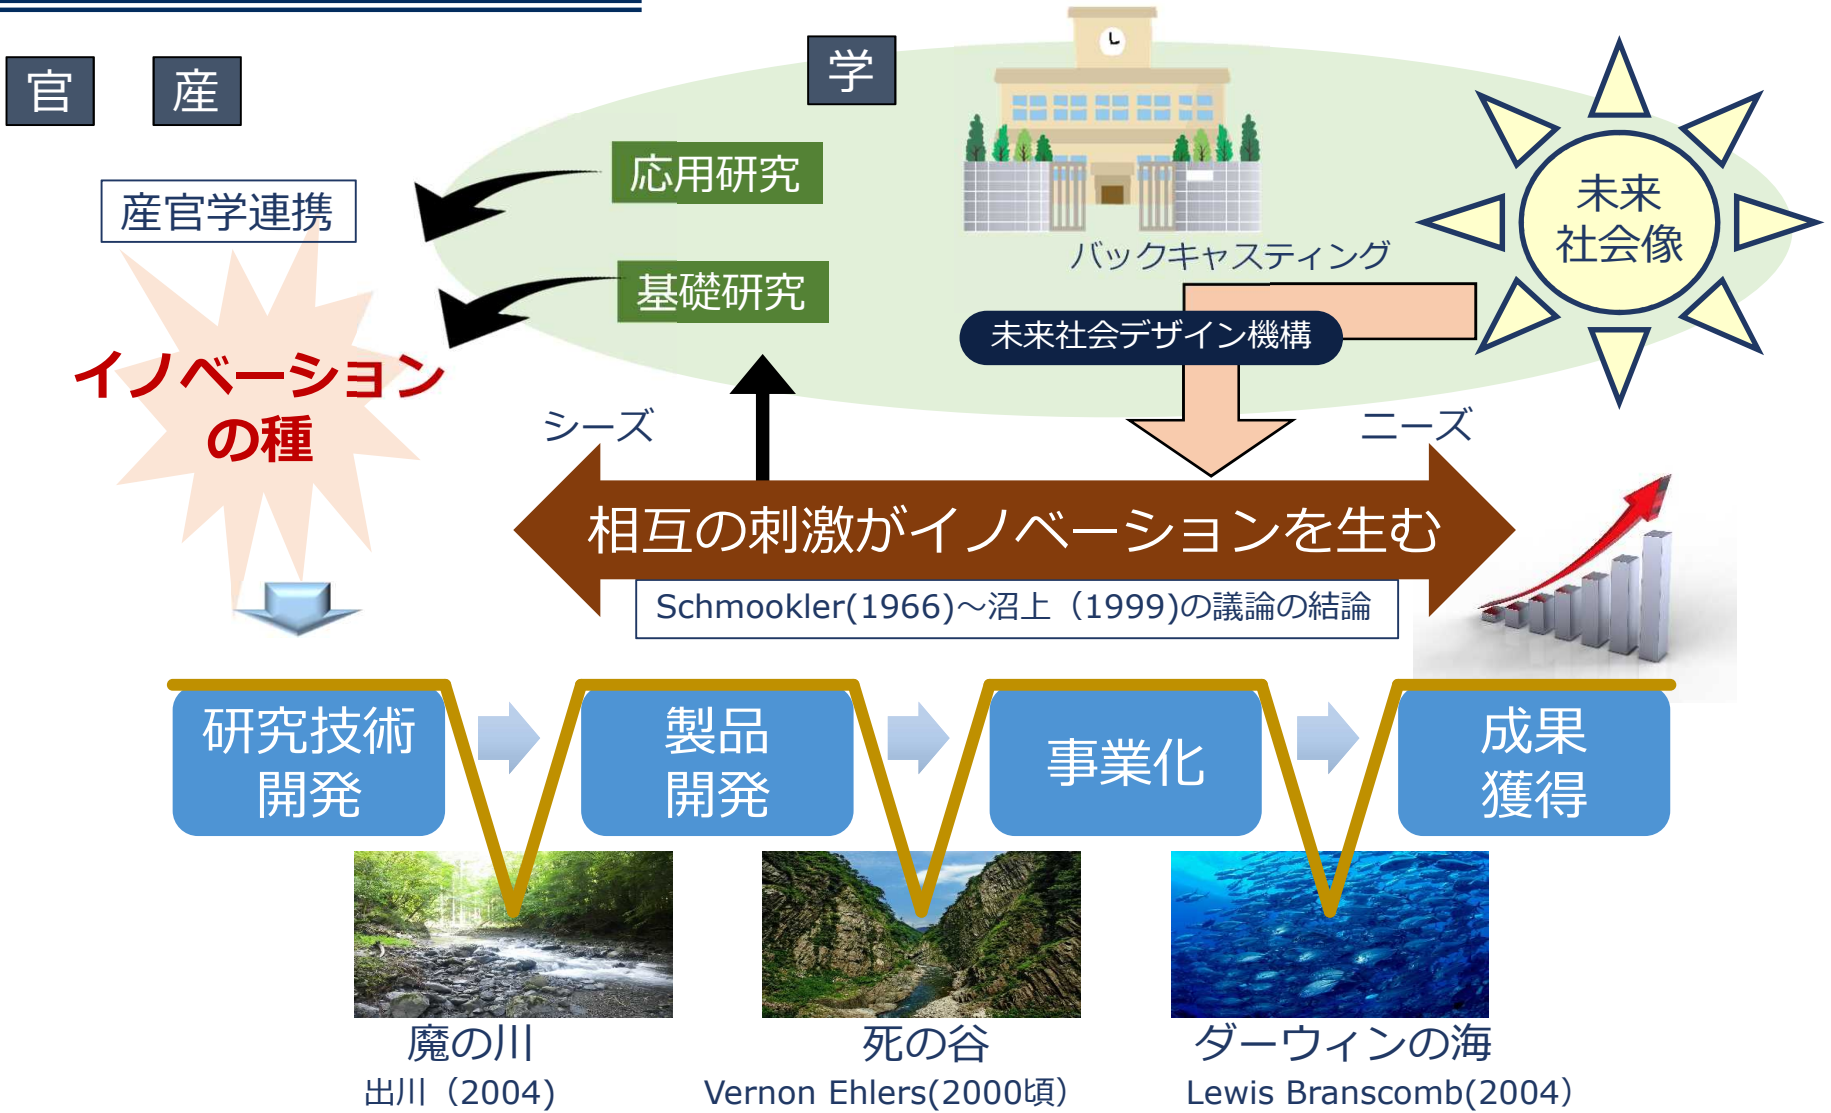 官
産
学
応用研究
産官学連携
未来
社会像
バックキャスティング
基礎研究
未来社会デザイン機構
イノベーション
の種
シーズ
ニーズ
相互の刺激がイノベーションを生む
Schmookler(1966)～沼上（1999)の議論の結論
研究技術
開発
製品
開発
事業化
成果
獲得
魔の川
出川（2004)
死の谷
Vernon Ehlers(2000頃）
ダーウィンの海
Lewis Branscomb(2004）